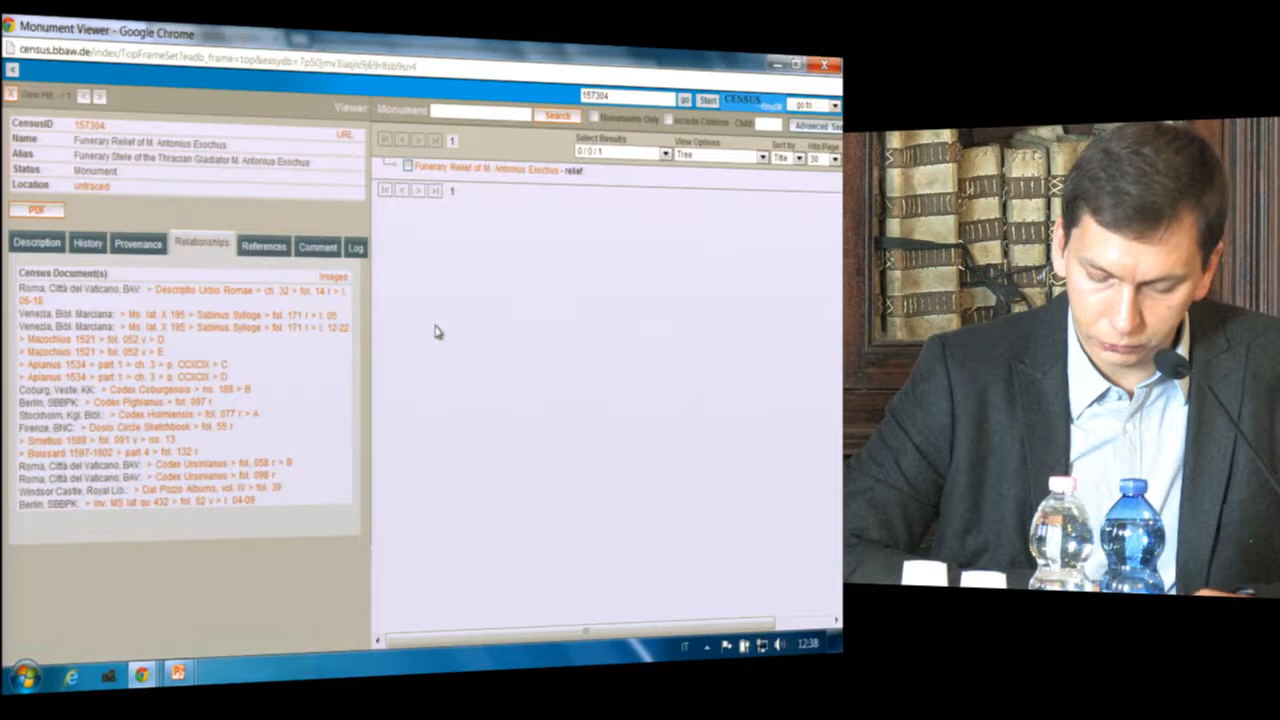 Monument Viewer - Google Chrome
census.bbaw.de/index/TopFrameSet?eadb_frame=top&easydb=
157304 go Start CENSUS go to ...
View Hit - / 1 Viewer
Monument Search Monuments Only Include Children Child
CensusID 157304 URL
Name Funerary Relief of M. Antonius Exochus
Alias Funerary Stele of the Thracian Gladiator M. Antonius Exochus
Status Monument
Location untraced
PDF
Description History Provenance Relationships References Comment Log
Census Document(s) Images
Roma, Città del Vaticano, BAV: > Descriptio Urbis Romae > ch. 32 > fol. 14 r > l.
06-18
Venezia, Bibl. Marciana: > Ms. lat. X 195 > Sabinus Sylloge > fol. 171 r > l. 05
Venezia, Bibl. Marciana: > Ms. lat. X 195 > Sabinus Sylloge > fol. 171 r > l. 12-22
> Mazochius 1521 > fol. 052 v > D
> Mazochius 1521 > fol. 052 v > E
> Apianus 1534 > part 1 > ch. 3 > p. CCXCIX > C
> Apianus 1534 > part 1 > ch. 3 > p. CCXCIX > D
Coburg, Veste, KK: > Codex Coburgensis > no. 189 > B
Berlin, SBBPK: > Codex Pighianus > fol. 097 r
Stockholm, Kgl. Bibl.: > Codex Holmiensis > fol. 077 r > A
Firenze, BNC: > Dosio Circle Sketchbook > fol. 55 r
> Smetius 1588 > fol. 091 v > no. 13
> Boissard 1597-1602 > part 4 > fol. 132 r
Roma, Città del Vaticano, BAV: > Codex Ursinianus > fol. 058 r > B
Roma, Città del Vaticano, BAV: > Codex Ursinianus > fol. 098 r
Windsor Castle, Royal Lib.: > Dal Pozzo Albums, vol. IV > fol. 39
Berlin, SBBPK: > inv. MS lat qu 432 > fol. 62 v > l. 04-09
Advanced Sea
1
Select Results View Options Sort by Hits/Page
0 / 0 / 1 Tree Title 30
Funerary Relief of M. Antonius Exochus - relief
1
IT 12:38